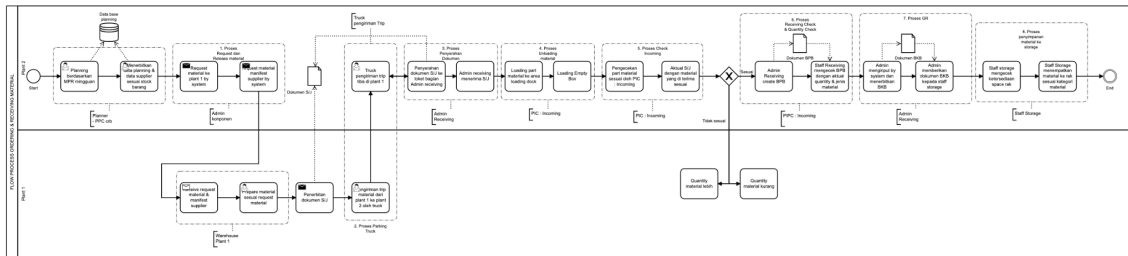 FLOW PROCESS ORDERING & RECEIVING MATERIAL
Plant 2
Start
Data base
planning
Planning
berdasarkan
MPR mingguan
Menerbitkan
data planning &
data supplier
sesuai stock
barang
Planner
- PPC crb
1. Proses
Request dan
Release material
Request
material ke
plant 1 by
system
Request material
manifest
supplier by
system
Admin
komponen
Dokumen S/J
Truck
pengiriman Trip
Truck
pengiriman trip
tiba di plant 1
3. Proses
Penyerahan
Dokumen
Penyerahan
dokumen S/J ke
loket bagian
Admin receiving
Admin receiving
menerima S/J
Admin
Receiving
4. Proses
Unloading
material
Loading part
material ke area
loading dock
Loading Empty
Box
PIC : Incoming
5. Proses Check
Incoming
Pengecekan part
material sesuai
oleh PIC
: Incoming
Aktual S/J
dengan material
yang di terima
sesuai
PIC : Incoming
Sesuai
Tidak sesuai
6. Proses
Receiving Check
& Quantity Check
Dokumen BPB
Admin
Receiving
create BPB
Staff Receiving
mengecek BPB
dengan aktual
quantity & jenis
material
PIPC : Incoming
7. Proses GR
Dokumen BKB
Admin
menginput by
system dan
menerbitkan
BKB
Admin
memberikan
dokumen BKB
kepada staff
storage
Admin
Receiving
8. Proses
penyimpanan
material ke
storage
Staff storage
mengecek
ketersediaan
space rak
Staff Storage
menempatkan
material ke rak
sesuai kategori
material
Staff Storage
End
Plant 1
Receive request
material &
manifest
supplier
Prepare material
sesuai request
material
Warehouse
Plant 1
Penerbitan
dokumen S/J
Pengiriman trip
material dari
plant 1 ke plant
2 oleh truck
2. Proses Parking
Truck
Quantity
material lebih
Quantity
material kurang